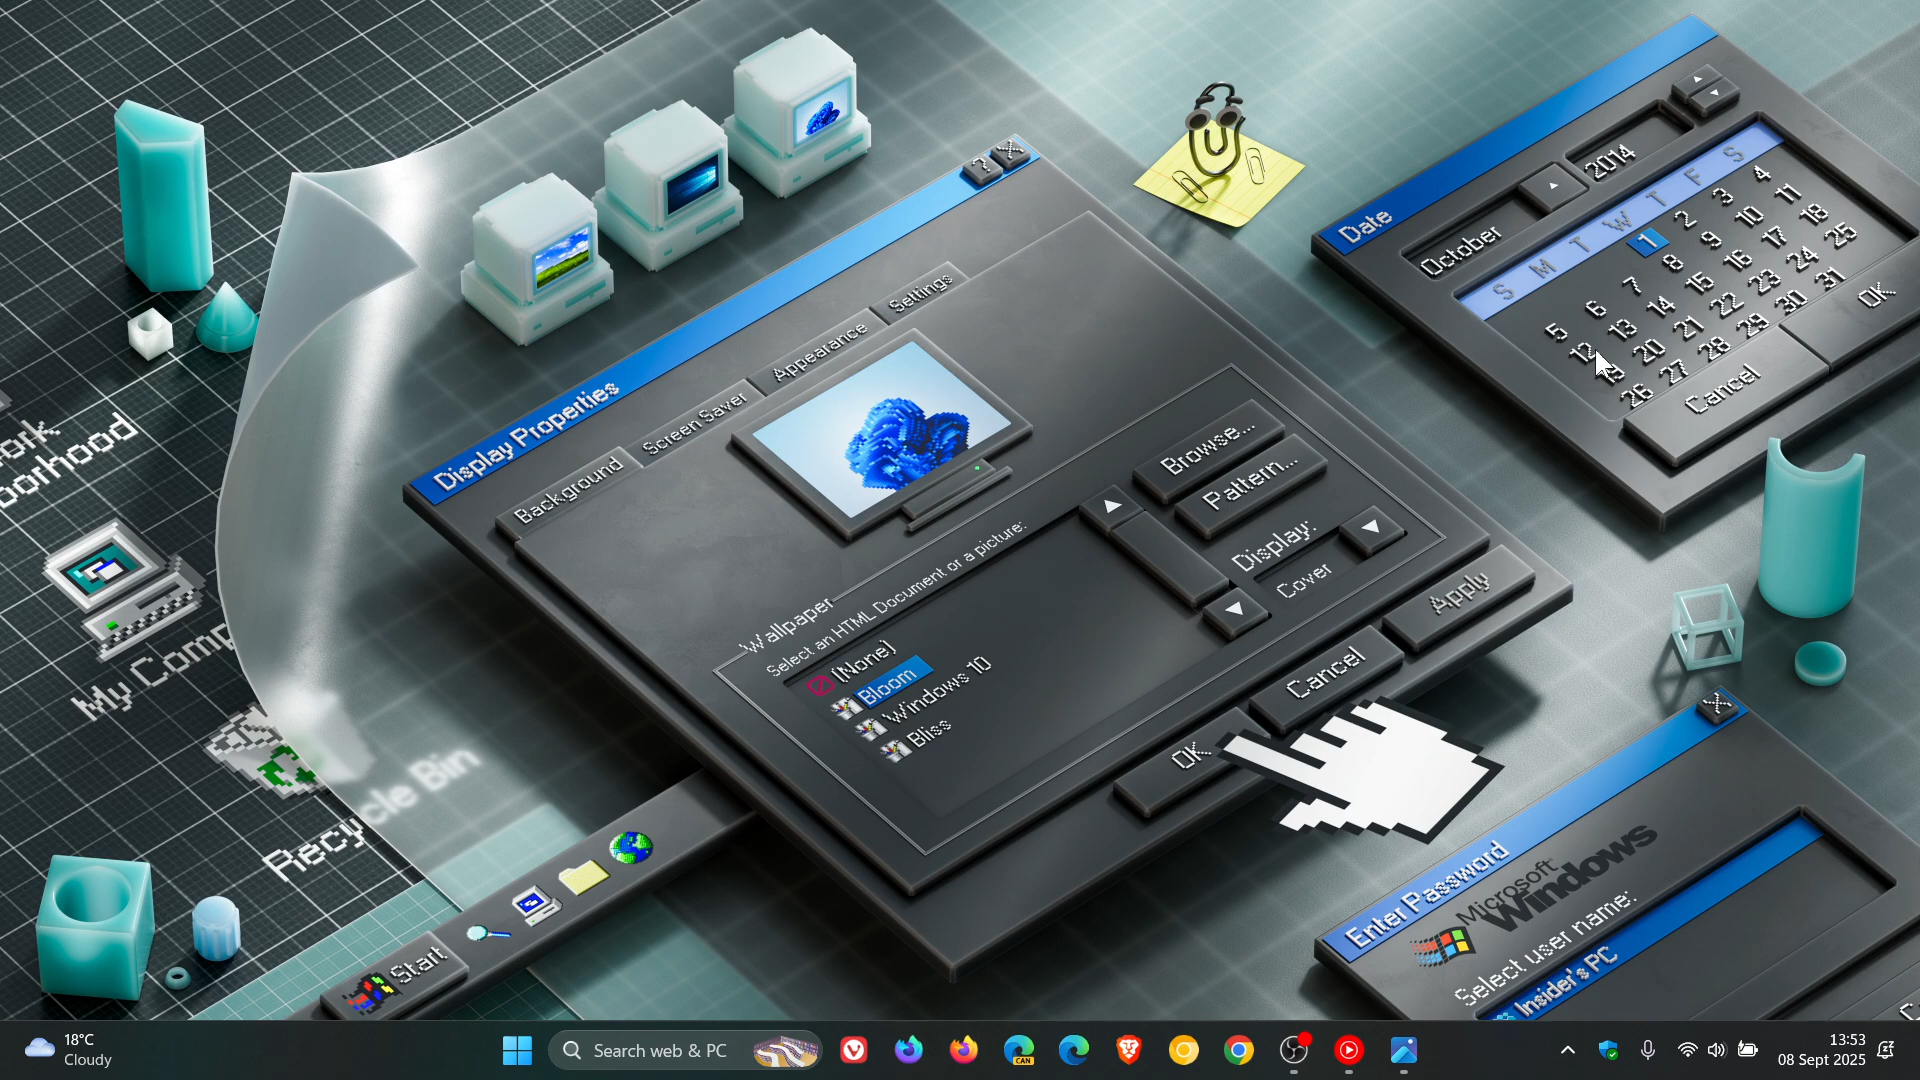 Date
October
2014
S M T W T F S
1 2 3 4
5 6 7 8 9 10 11
12 13 14 15 16 17 18
19 20 21 22 23 24 25
26 27 28 29 30 31
Cancel
OK
Display Properties
?
Background
Screen Saver
Appearance
Settings
Wallpaper
Select an HTML Document or a picture:
(None)
Bloom
Windows 10
Bliss
Browse...
Pattern...
Display:
Cover
OK
Cancel
Apply
My Comp
Recycle Bin
Start
Enter Password
Microsoft
Windows
Select user name:
Insider's PC
18°C
Cloudy
Search web & PC
CAN
13:53
08 Sept 2025